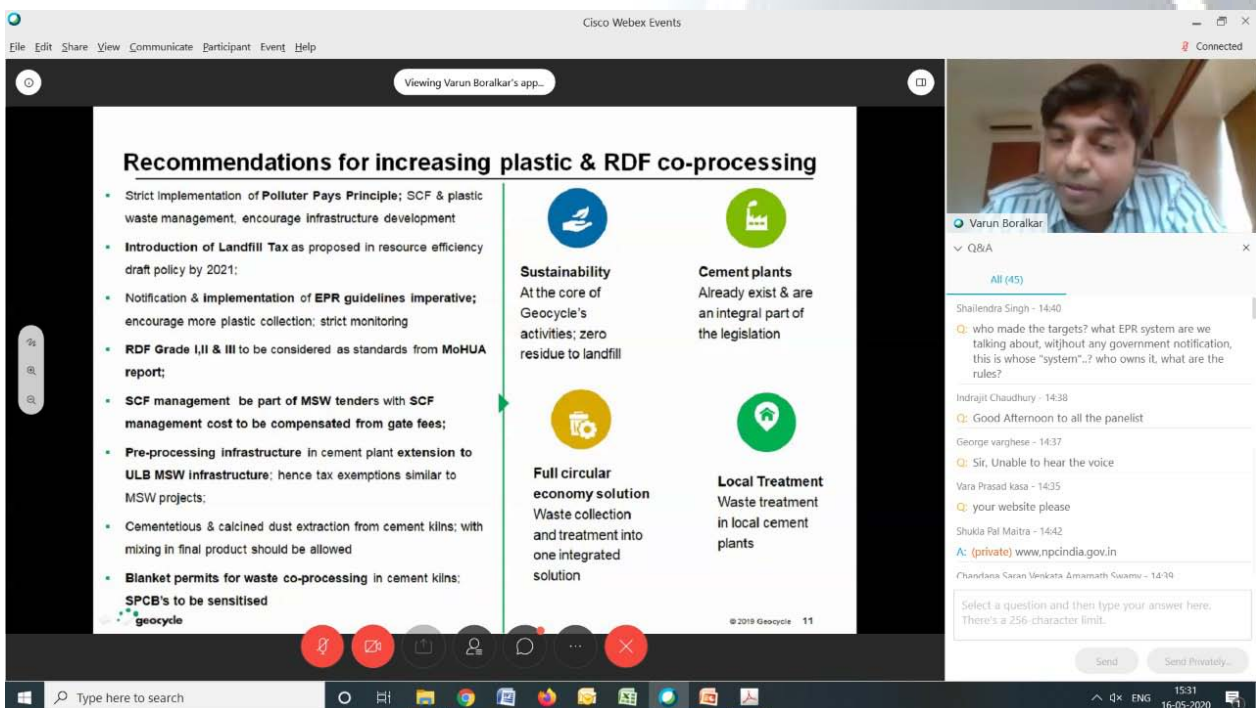 Cisco Webex Events
File Edit Share View Communicate Participant Event Help
Connected
Viewing Varun Boralkar's app...
Recommendations for increasing plastic & RDF co-processing
Strict implementation of Polluter Pays Principle; SCF & plastic
waste management, encourage infrastructure development
Introduction of Landfill Tax as proposed in resource efficiency
draft policy by 2021;
Notification & implementation of EPR guidelines imperative;
encourage more plastic collection; strict monitoring
RDF Grade I,II & III to be considered as standards from MoHUA
report;
SCF management be part of MSW tenders with SCF
management cost to be compensated from gate fees;
Pre-processing infrastructure in cement plant extension to
ULB MSW infrastructure; hence tax exemptions similar to
MSW projects;
Cementetious & calcined dust extraction from cement kilns; with
mixing in final product should be allowed
Blanket permits for waste co-processing in cement kilns;
SPCB's to be sensitised
geocycle
Sustainability
At the core of
Geocycle's
activities; zero
residue to landfill
Cement plants
Already exist & are
an integral part of
the legislation
Full circular
economy solution
Waste collection
and treatment into
one integrated
solution
Local Treatment
Waste treatment
in local cement
plants
© 2019 Geocycle 11
Varun Boralkar
Q&A
All (45)
Shailendra Singh - 14:40
Q: who made the targets? what EPR system are we
talking about, witjhout any government notification,
this is whose "system"..? who owns it, what are the
rules?
Indrajit Chaudhury - 14:38
Q: Good Afternoon to all the panelist
George varghese - 14:37
Q: Sir, Unable to hear the voice
Vara Prasad kasa - 14:35
Q: your website please
Shukla Pal Maitra - 14:42
A: (private) www,npcindia.gov.in
Chandana Saran Venkata Amarnath Swamy - 14:39
Select a question and then type your answer here.
There's a 256-character limit.
Send Send Privately...
Type here to search
ENG
15:31
16-05-2020